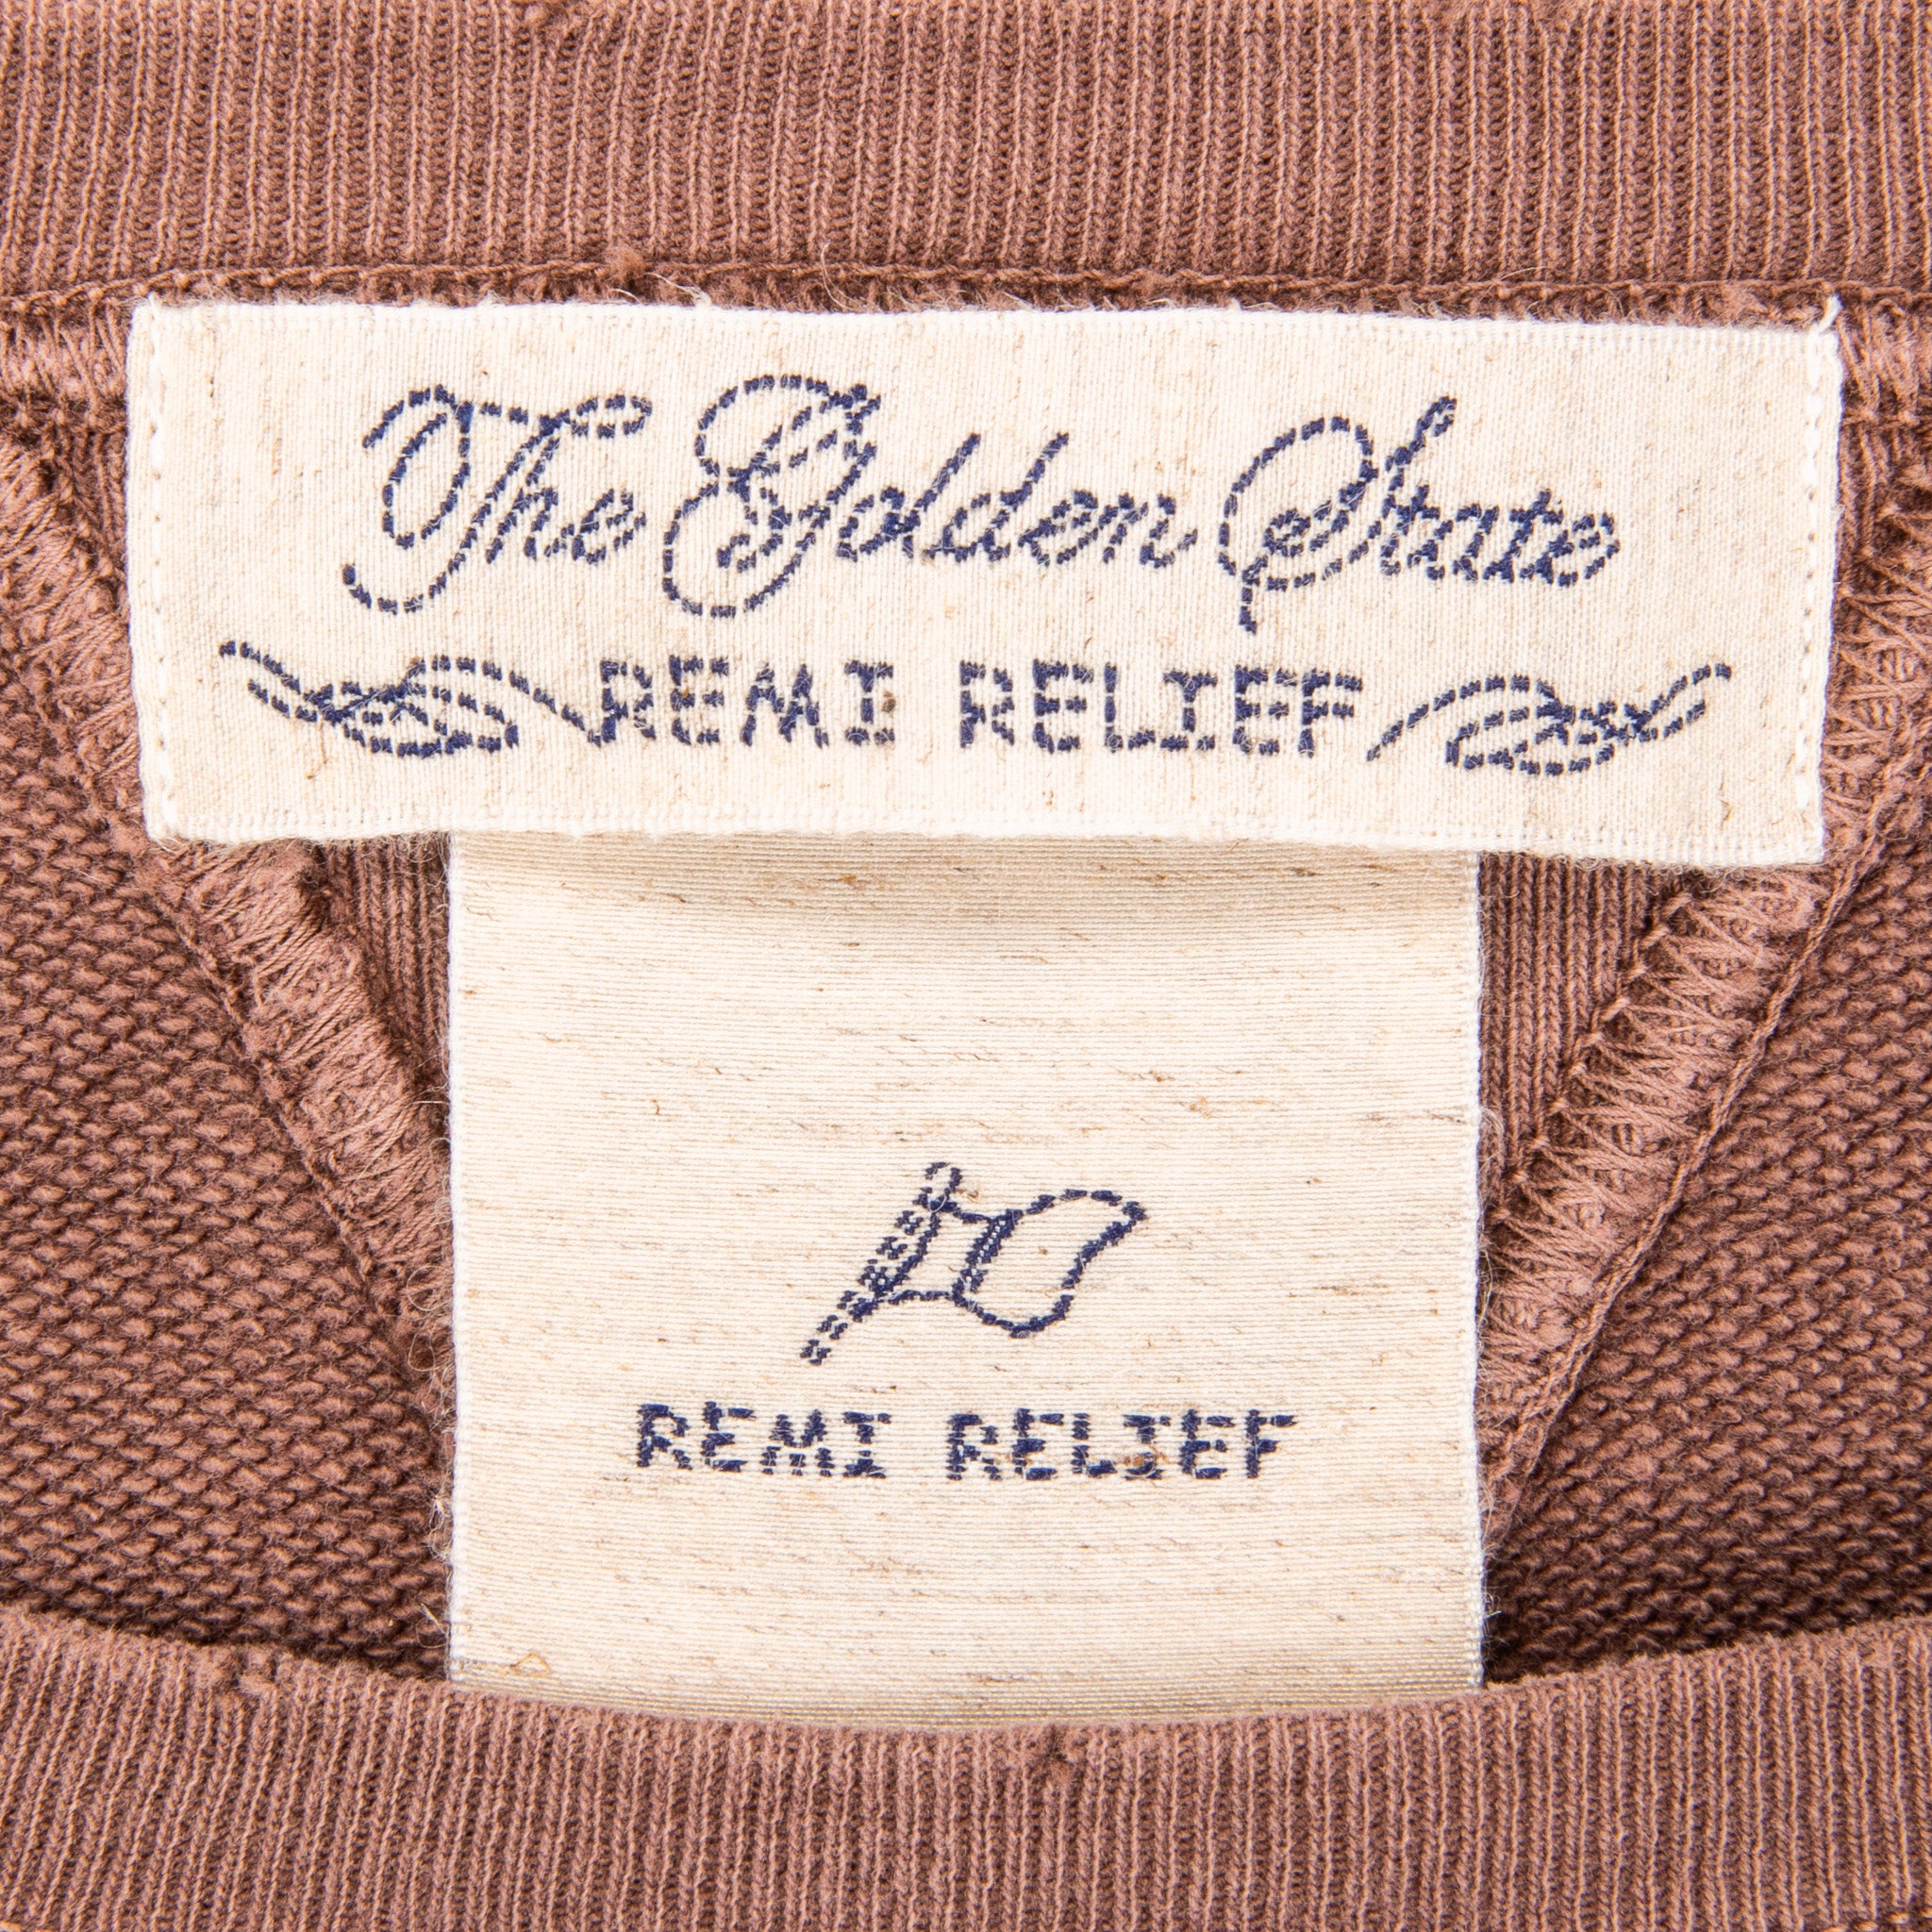 The Golden State
REMI RELIEF
REMI RELIEF